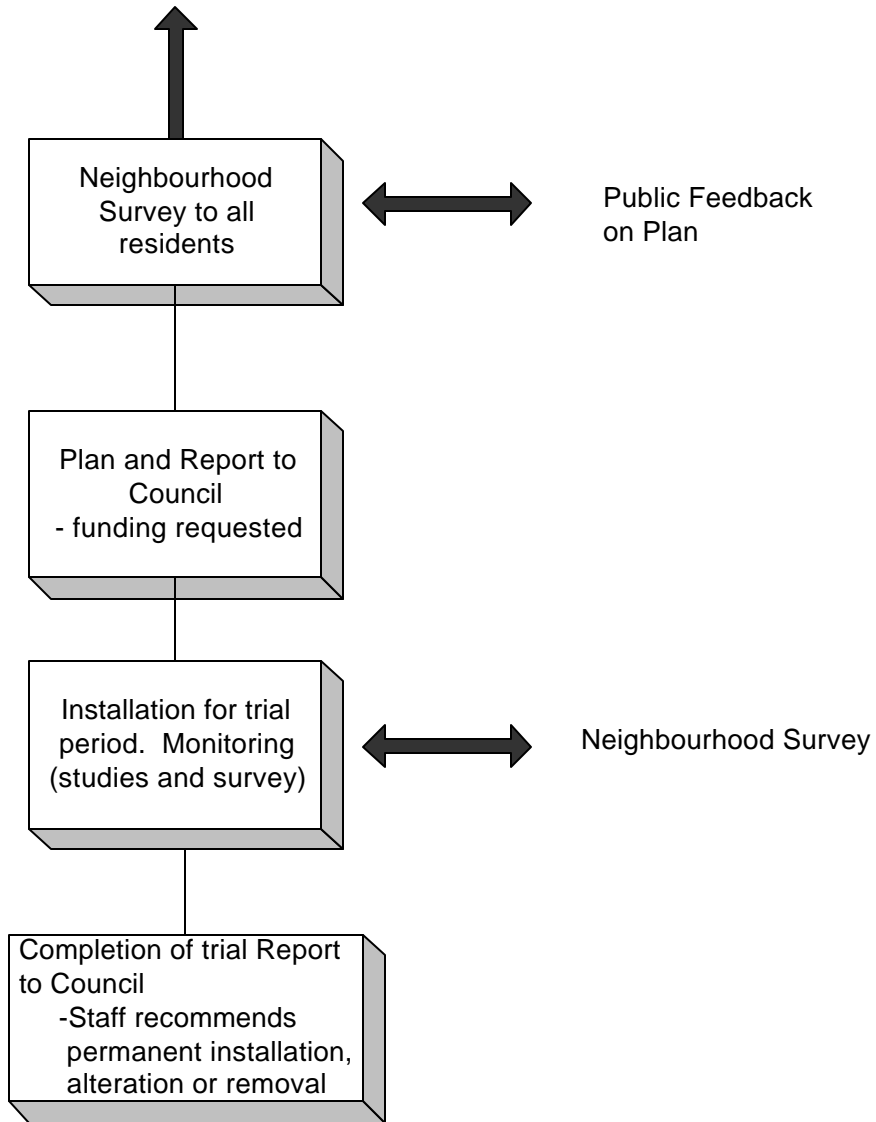 Neighbourhood
Survey to all
residents
Public Feedback
on Plan
Plan and Report to
Council
- funding requested
Installation for trial
period.  Monitoring
(studies and survey)
Neighbourhood Survey
Completion of trial Report
to Council
-Staff recommends
permanent installation,
alteration or removal